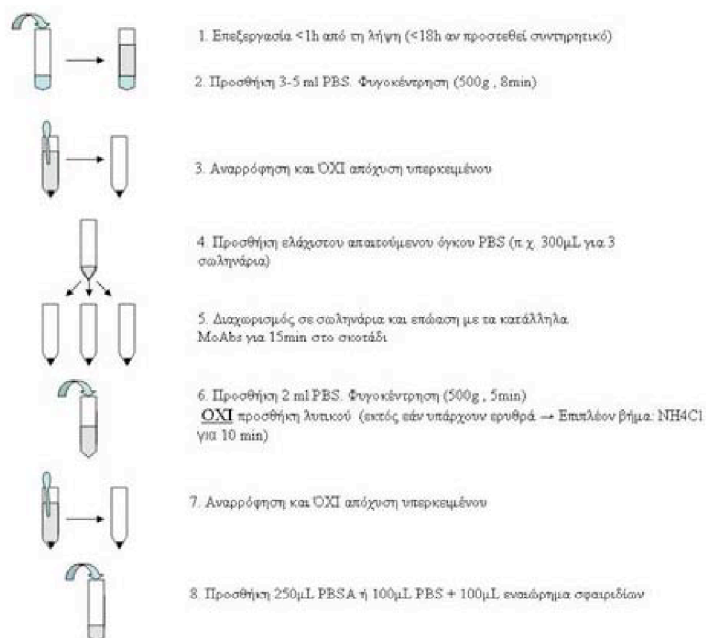 1. Επεξεργασία <1h από τη λήψη (<18h αν προστεθεί συντηρητικό)
2. Προσθήκη 3-5 ml PBS. Φυγοκέντρηση (500g , 8min)
3. Αναρρόφηση και ΌΧΙ απόχυση υπερκειμένου
4. Προσθήκη ελάχιστου απαιτούμενου όγκου PBS (π.χ. 300μL για 3
σωληνάρια)
5. Διαχωρισμός σε σωληνάρια και επώαση με τα κατάλληλα
MoAbs για 15min στο σκοτάδι
6. Προσθήκη 2 ml PBS. Φυγοκέντρηση (500g , 5min)
ΟΧΙ προσθήκη λυτικού (εκτός εάν υπάρχουν ερυθρά → Επιπλέον βήμα: NH4Cl
για 10 min)
7. Αναρρόφηση και ΌΧΙ απόχυση υπερκειμένου
8. Προσθήκη 250μL PBSA ή 100μL PBS + 100μL εναιώρημα σφαιριδίων